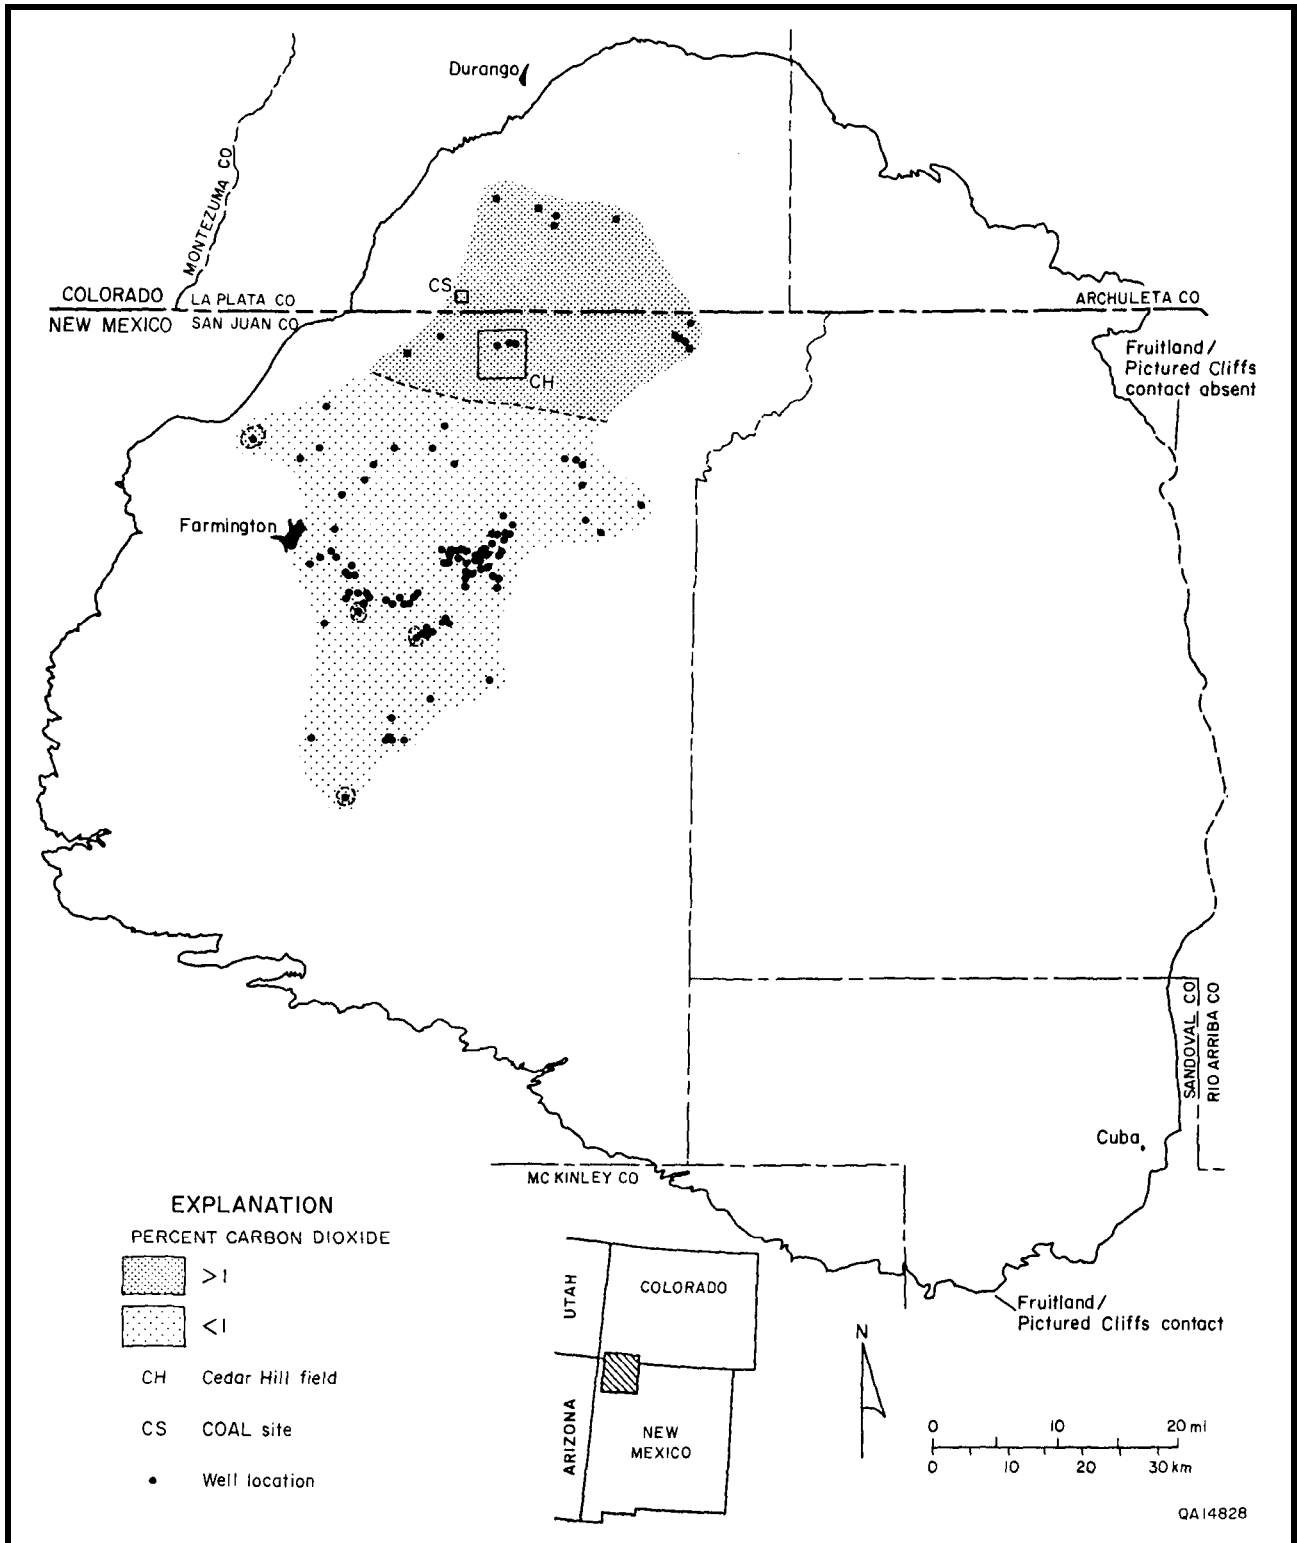 Durango
MONTEZUMA CO
CS
COLORADO
LA PLATA CO
ARCHULETA CO
NEW MEXICO
SAN JUAN CO
Fruitland/
Pictured Cliffs
contact absent
CH
Farmington
SANDOVAL CO
RIO ARRIBA CO
Cuba
MC KINLEY CO
EXPLANATION
PERCENT CARBON DIOXIDE
>1
<1
CH Cedar Hill field
CS COAL site
Well location
UTAH
COLORADO
ARIZONA
NEW
MEXICO
Fruitland/
Pictured Cliffs contact
N
0 10 20 mi
0 10 20 30 km
QA14828